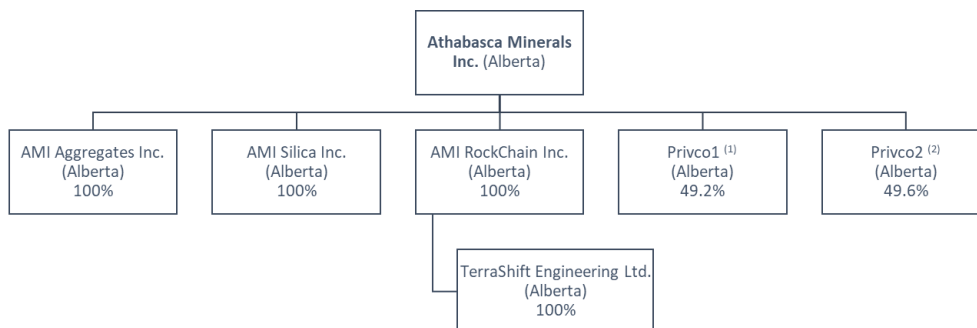 Athabasca Minerals
Inc. (Alberta)
AMI Aggregates Inc.
(Alberta)
100%
AMI Silica Inc.
(Alberta)
100%
AMI RockChain Inc.
(Alberta)
100%
Privco1 (1)
(Alberta)
49.2%
Privco2 (2)
(Alberta)
49.6%
TerraShift Engineering Ltd.
(Alberta)
100%